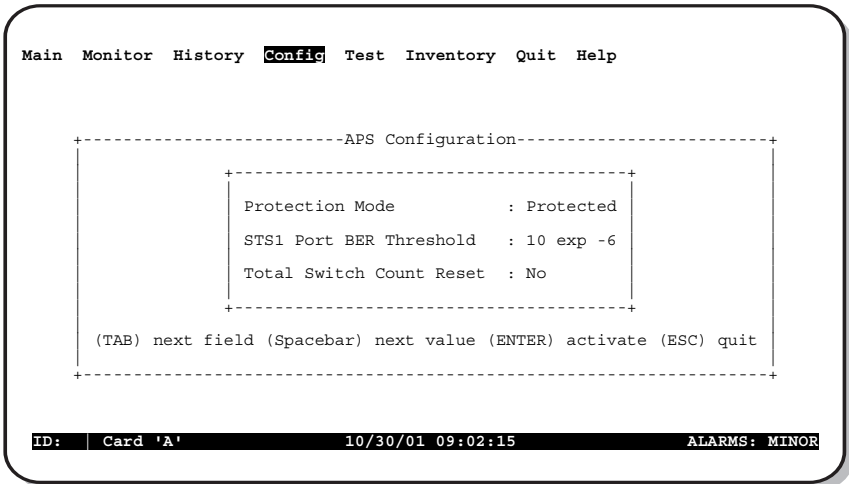 Main Monitor History Config Test Inventory Quit Help
APS Configuration
Protection Mode : Protected
STS1 Port BER Threshold : 10 exp -6
Total Switch Count Reset : No
(TAB) next field (Spacebar) next value (ENTER) activate (ESC) quit
ID: | Card 'A' 10/30/01 09:02:15 ALARMS: MINOR